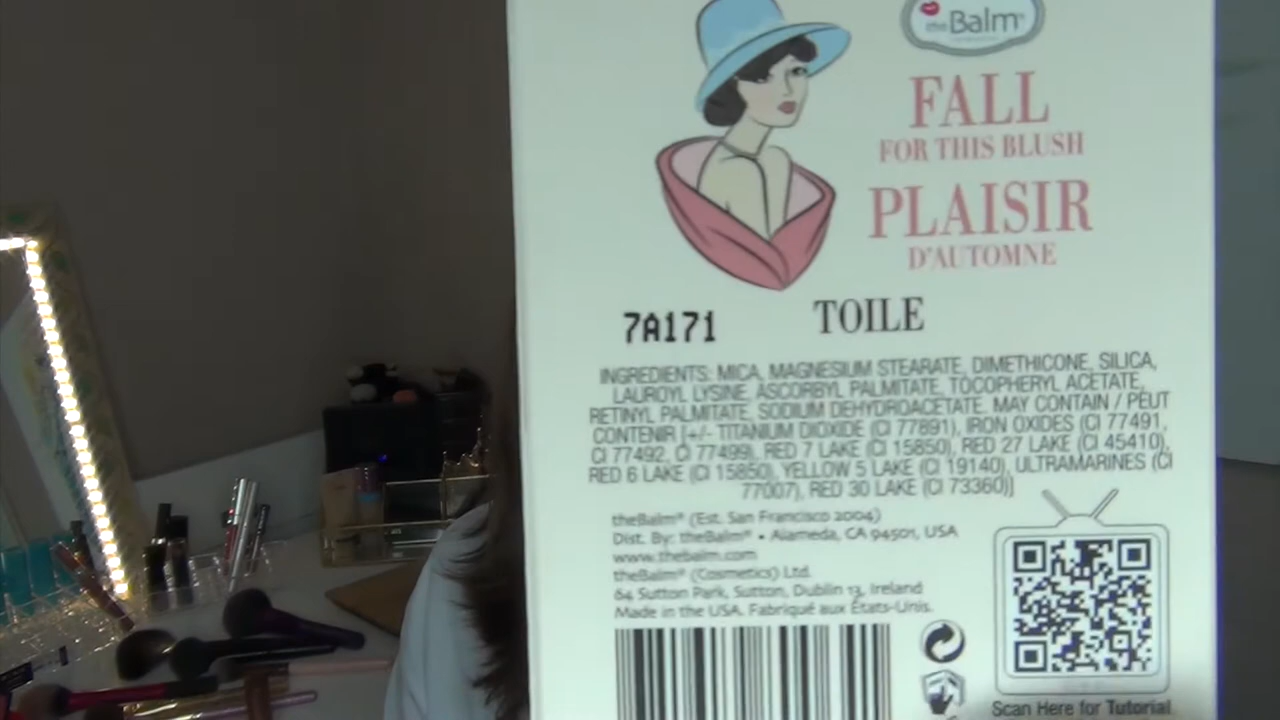 theBalm®
FALL
FOR THIS BLUSH
PLAISIR
D'AUTOMNE
7A171
TOILE
INGREDIENTS: MICA, MAGNESIUM STEARATE, DIMETHICONE, SILICA,
LAUROYL LYSINE, ASCORBYL PALMITATE, TOCOPHERYL ACETATE,
RETINYL PALMITATE, SODIUM DEHYDROACETATE. MAY CONTAIN / PEUT
CONTENIR [+/- TITANIUM DIOXIDE (CI 77891), IRON OXIDES (CI 77491,
CI 77492, CI 77499), RED 7 LAKE (CI 15850), RED 27 LAKE (CI 45410),
RED 6 LAKE (CI 15850), YELLOW 5 LAKE (CI 19140), ULTRAMARINES (CI
77007), RED 30 LAKE (CI 73360)]
theBalm® (Est. San Francisco 2004)
Dist. By: theBalm® • Alameda, CA 94501, USA
www.thebalm.com
theBalm® (Cosmetics) Ltd.
64 Sutton Park, Sutton, Dublin 13, Ireland
Made in the USA. Fabriqué aux États-Unis.
Scan Here for Tutorial